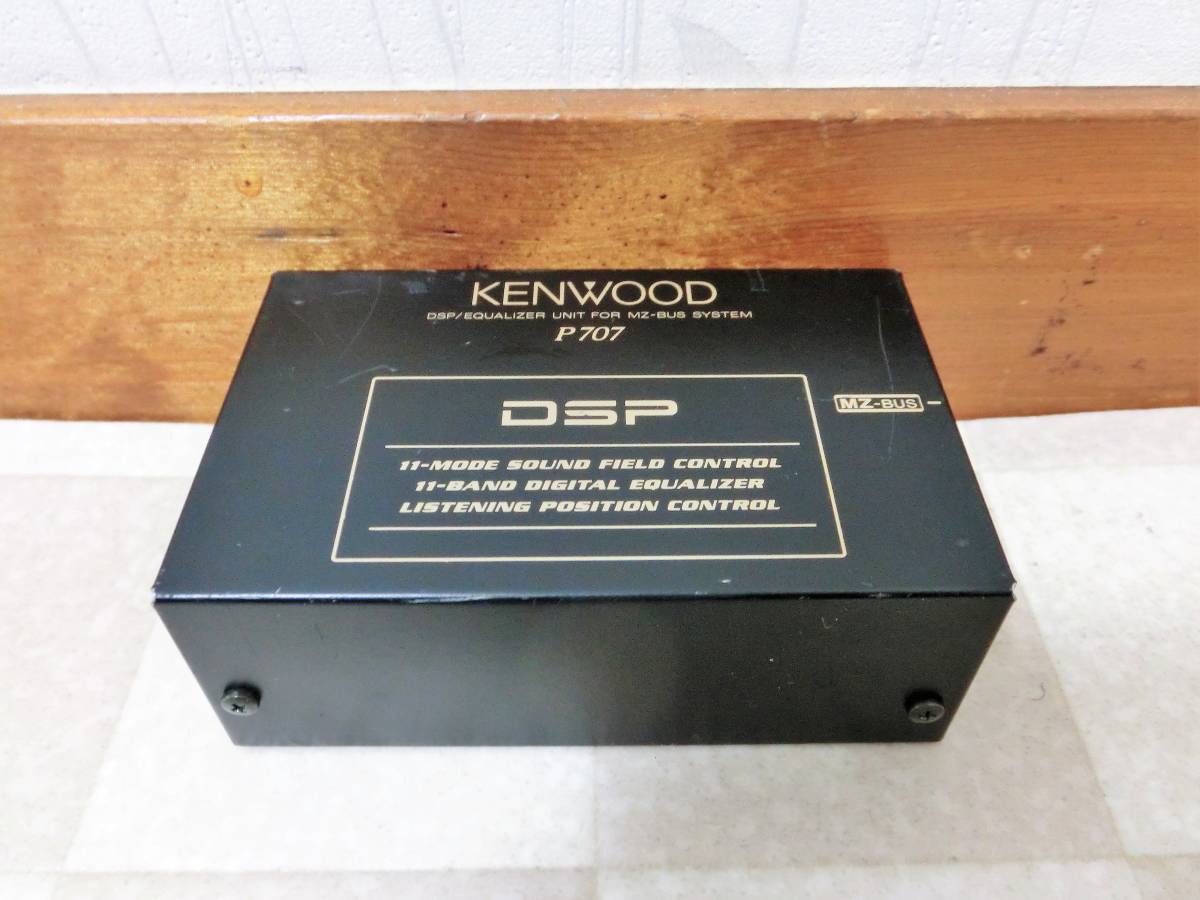 KENWOOD
DSP/EQUALIZER UNIT FOR MZ-BUS SYSTEM
P707
DSP
MZ-BUS
11-MODE SOUND FIELD CONTROL
11-BAND DIGITAL EQUALIZER
LISTENING POSITION CONTROL